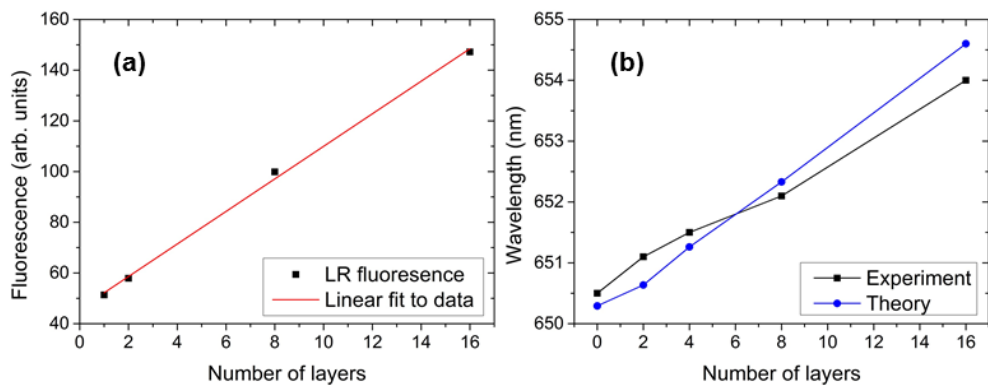 (a)
Fluorescence (arb. units)
160
140
120
100
80
60
40
0 2 4 6 8 10 12 14 16
Number of layers
LR fluoresence
Linear fit to data
(b)
Wavelength (nm)
655
654
653
652
651
650
0 2 4 6 8 10 12 14 16
Number of layers
Experiment
Theory